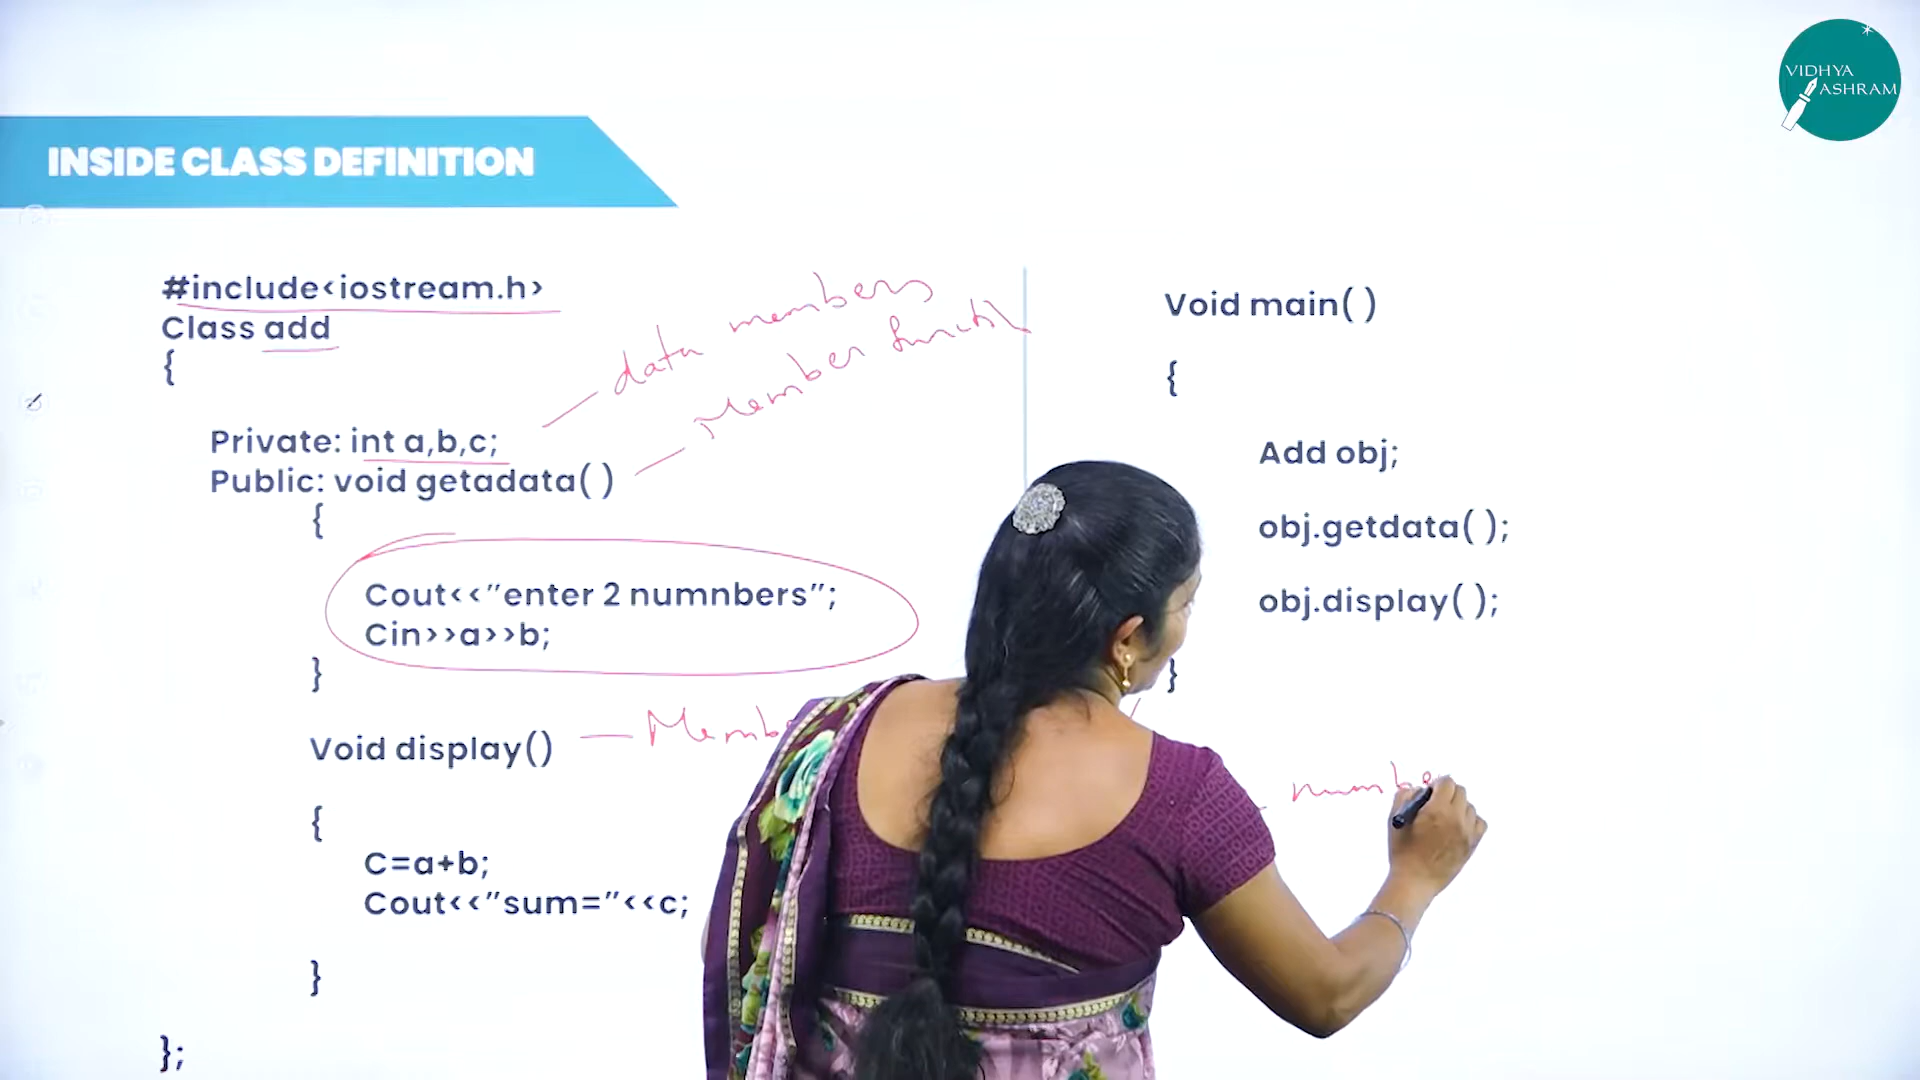 VIDHYA
ASHRAM
INSIDE CLASS DEFINITION
#include<iostream.h>
Class add
{
Private: int a,b,c;
Public: void getadata( )
{
Cout<<"enter 2 numnbers";
Cin>>a>>b;
}
Void display()
{
C=a+b;
Cout<<"sum="<<c;
}
};
data members
Member
Void main( )
{
Add obj;
obj.getdata( );
obj.display( );
}